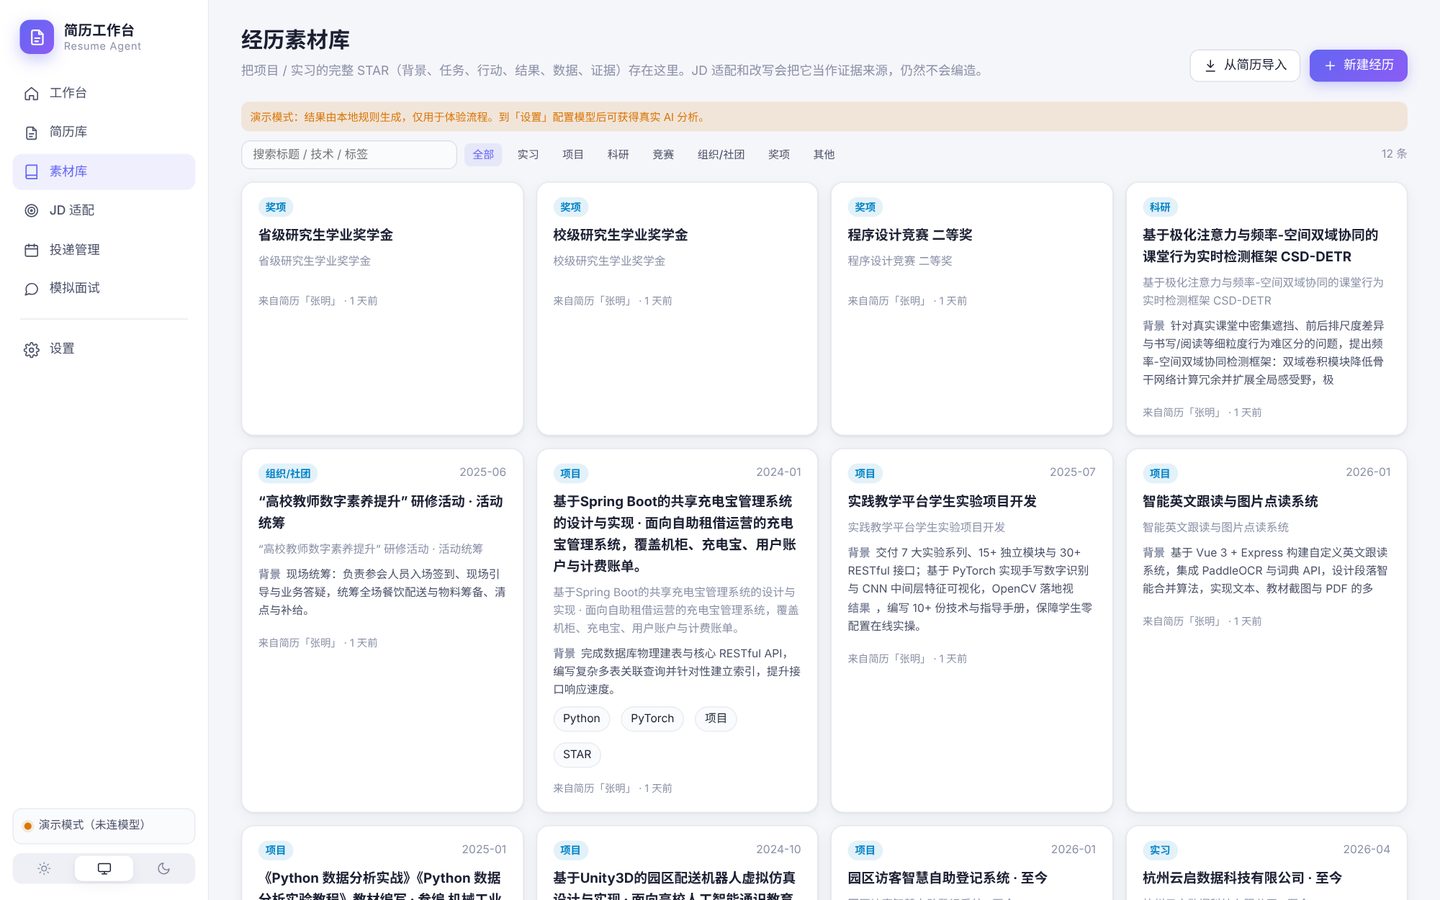 简历工作台
Resume Agent
工作台
简历库
素材库
JD 适配
投递管理
模拟面试
设置
演示模式（未连模型）
经历素材库
把项目 / 实习的完整 STAR（背景、任务、行动、结果、数据、证据）存在这里。JD 适配和改写会把它当作证据来源，仍然不会编造。
从简历导入
新建经历
演示模式：结果由本地规则生成，仅用于体验流程。到「设置」配置模型后可获得真实 AI 分析。
搜索标题 / 技术 / 标签
全部 实习 项目 科研 竞赛 组织/社团 奖项 其他
12 条
奖项
省级研究生学业奖学金
省级研究生学业奖学金
来自简历「张明」 · 1 天前
奖项
校级研究生学业奖学金
校级研究生学业奖学金
来自简历「张明」 · 1 天前
奖项
程序设计竞赛 二等奖
程序设计竞赛 二等奖
来自简历「张明」 · 1 天前
科研
基于极化注意力与频率-空间双域协同的
课堂行为实时检测框架 CSD-DETR
基于极化注意力与频率-空间双域协同的课堂行为
实时检测框架 CSD-DETR
背景 针对真实课堂中密集遮挡、前后排尺度差异
与书写/阅读等细粒度行为难区分的问题，提出频
率-空间双域协同检测框架：双域卷积模块降低骨
干网络计算冗余并扩展全局感受野，极
来自简历「张明」 · 1 天前
组织/社团
2025-06
“高校教师数字素养提升” 研修活动 · 活动
统筹
“高校教师数字素养提升” 研修活动 · 活动统筹
背景 现场统筹：负责参会人员入场签到、现场引
导与业务答疑，统筹全场餐饮配送与物料筹备、清
点与补给。
来自简历「张明」 · 1 天前
项目
2024-01
基于Spring Boot的共享充电宝管理系统
的设计与实现 · 面向自助租借运营的充电
宝管理系统，覆盖机柜、充电宝、用户账
户与计费账单。
基于Spring Boot的共享充电宝管理系统的设计与
实现 · 面向自助租借运营的充电宝管理系统，覆盖
机柜、充电宝、用户账户与计费账单。
背景 完成数据库物理建表与核心 RESTful API，
编写复杂多表关联查询并针对性建立索引，提升接
口响应速度。
Python PyTorch 项目
STAR
来自简历「张明」 · 1 天前
项目
2025-07
实践教学平台学生实验项目开发
实践教学平台学生实验项目开发
背景 交付 7 大实验系列、15+ 独立模块与 30+
RESTful 接口；基于 PyTorch 实现手写数字识别
与 CNN 中间层特征可视化，OpenCV 落地视
结果 ，编写 10+ 份技术与指导手册，保障学生零
配置在线实操。
来自简历「张明」 · 1 天前
项目
2026-01
智能英文跟读与图片点读系统
智能英文跟读与图片点读系统
背景 基于 Vue 3 + Express 构建自定义英文跟读
系统，集成 PaddleOCR 与词典 API，设计段落智
能合并算法，实现文本、教材截图与 PDF 的多
来自简历「张明」 · 1 天前
项目
2025-01
《Python 数据分析实战》《Python 数据
分析实验教程》教材编写 · 参编 机械工业
项目
2024-10
基于Unity3D的园区配送机器人虚拟仿真
设计与实现 · 面向高校人工智能通识教育
项目
2026-01
园区访客智慧自助登记系统 · 至今
实习
2026-04
杭州云启数据科技有限公司 · 至今